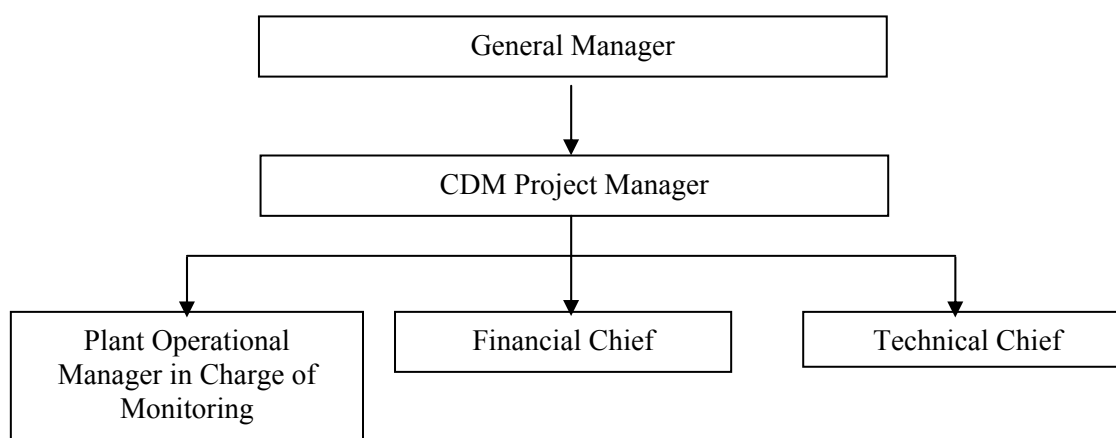 General Manager
CDM Project Manager
Plant Operational
Manager in Charge of
Monitoring
Financial Chief
Technical Chief